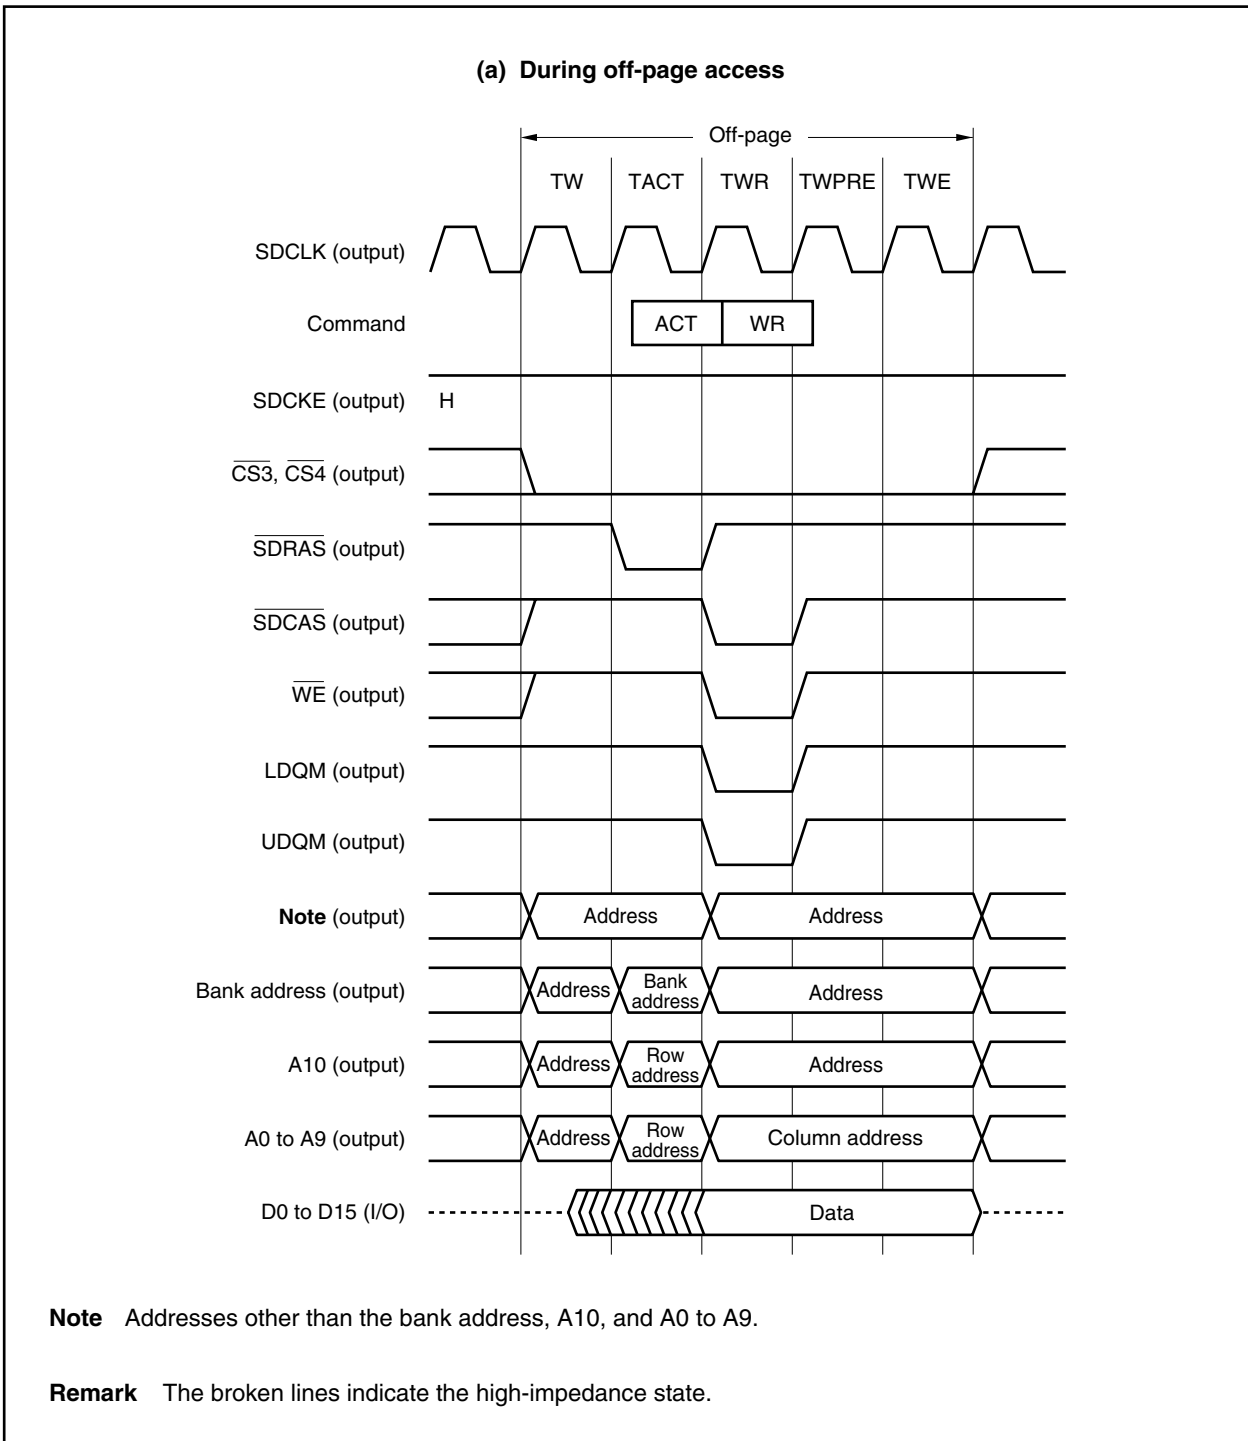 (a) During off-page access
Off-page
TW TACT TWR TWPRE TWE
SDCLK (output)
Command ACT WR
SDCKE (output) H
CS3, CS4 (output)
SDRAS (output)
SDCAS (output)
WE (output)
LDQM (output)
UDQM (output)
Note (output) Address Address
Bank address (output) Address Bank address Address
A10 (output) Address Row address Address
A0 to A9 (output) Address Row address Column address
D0 to D15 (I/O) Data
Note Addresses other than the bank address, A10, and A0 to A9.
Remark The broken lines indicate the high-impedance state.